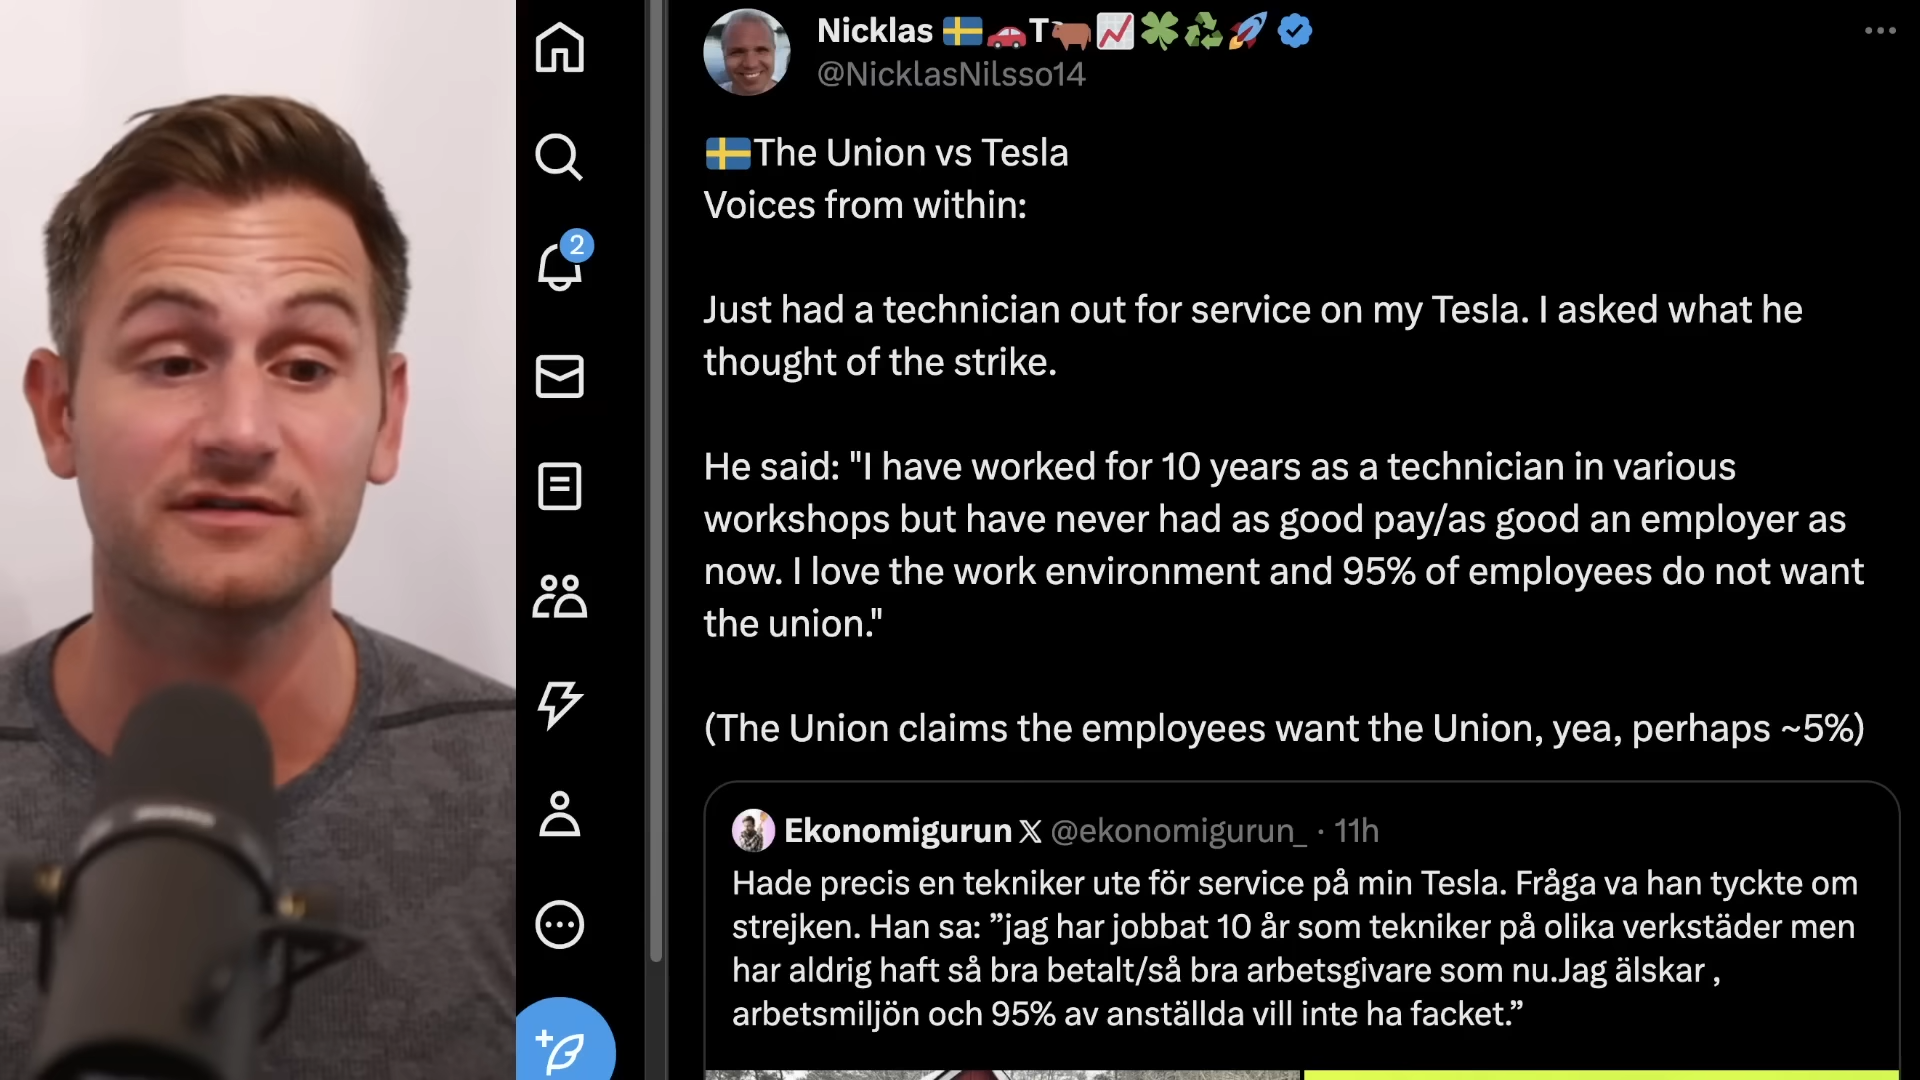 Nicklas 🇸🇪🚗T🐂📈🍀♻️🚀
@NicklasNilsso14
🇸🇪The Union vs Tesla
Voices from within:
Just had a technician out for service on my Tesla. I asked what he
thought of the strike.
He said: "I have worked for 10 years as a technician in various
workshops but have never had as good pay/as good an employer as
now. I love the work environment and 95% of employees do not want
the union."
(The Union claims the employees want the Union, yea, perhaps ~5%)
Ekonomigurun 𝕏 @ekonomigurun_ · 11h
Hade precis en tekniker ute för service på min Tesla. Fråga va han tyckte om
strejken. Han sa: ”jag har jobbat 10 år som tekniker på olika verkstäder men
har aldrig haft så bra betalt/så bra arbetsgivare som nu.Jag älskar ,
arbetsmiljön och 95% av anställda vill inte ha facket.”
2